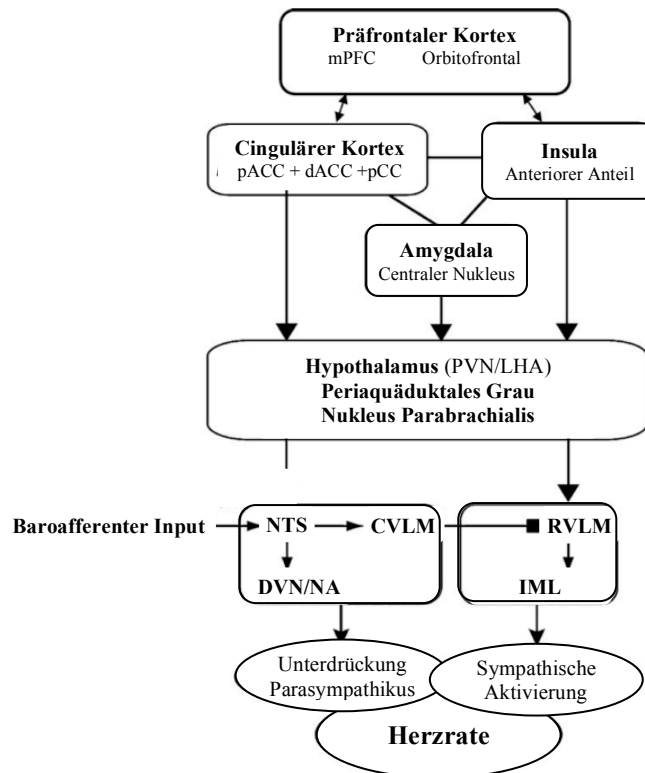 Präfrontaler Kortex
mPFC Orbitofrontal
Cingulärer Kortex
pACC + dACC +pCC
Insula
Anteriorer Anteil
Amygdala
Centraler Nukleus
Hypothalamus (PVN/LHA)
Periaquäduktales Grau
Nukleus Parabrachialis
Baroafferenter Input NTS CVLM RVLM
DVN/NA IML
Unterdrückung
Parasympathikus
Sympathische
Aktivierung
Herzrate